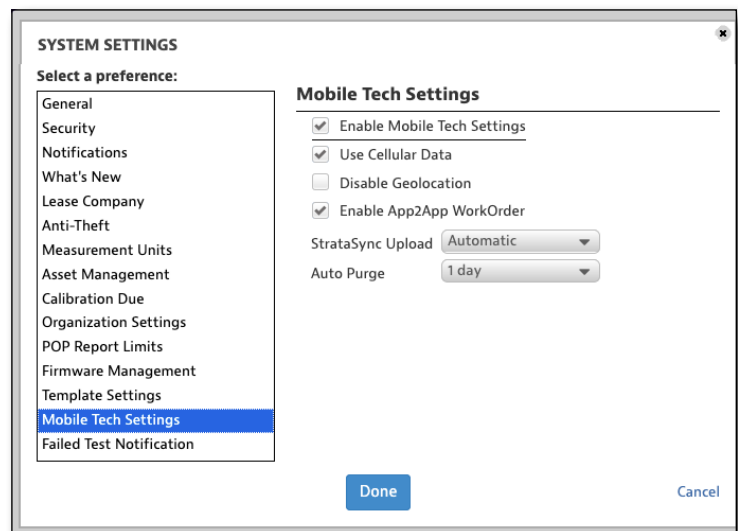 SYSTEM SETTINGS
Select a preference:
General
Security
Notifications
What's New
Lease Company
Anti-Theft
Measurement Units
Asset Management
Calibration Due
Organization Settings
POP Report Limits
Firmware Management
Template Settings
Mobile Tech Settings
Failed Test Notification
Mobile Tech Settings
Enable Mobile Tech Settings
Use Cellular Data
Disable Geolocation
Enable App2App WorkOrder
StrataSync Upload Automatic
Auto Purge 1 day
Done
Cancel